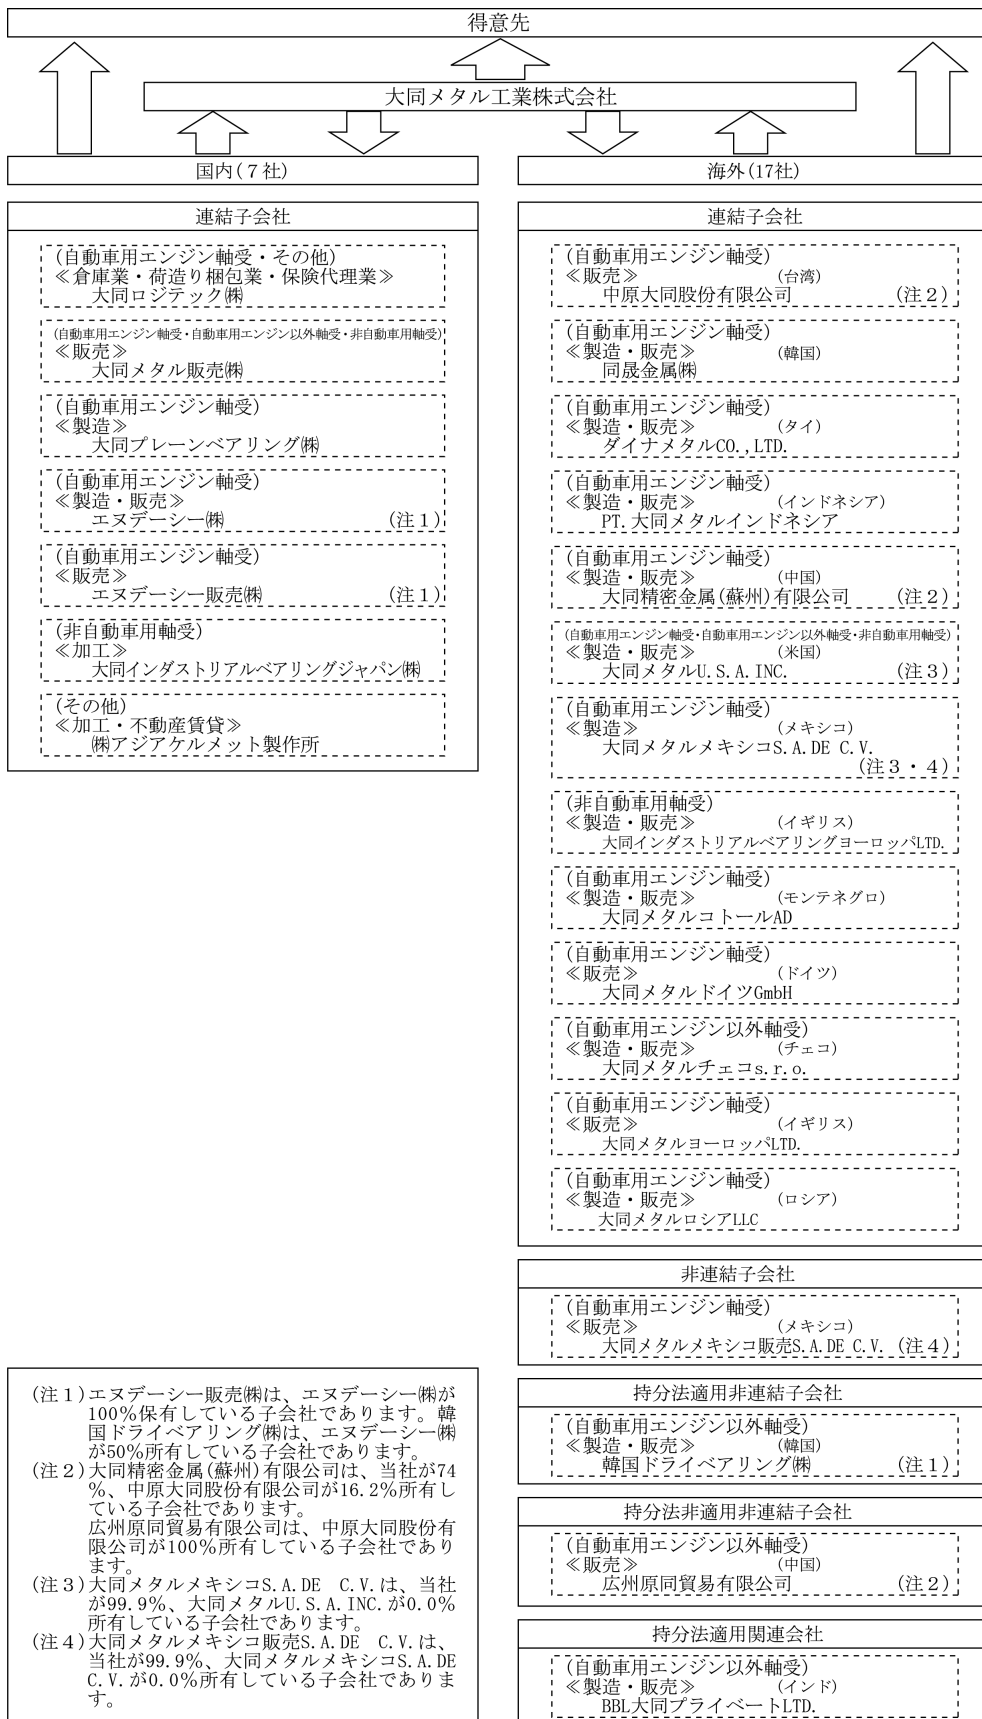 得意先
大同メタル工業株式会社
国内(７社)
連結子会社
(自動車用エンジン軸受・その他)
≪倉庫業・荷造り梱包業・保険代理業≫
大同ロジテック㈱
(自動車用エンジン軸受・自動車用エンジン以外軸受・非自動車用軸受)
≪販売≫
大同メタル販売㈱
(自動車用エンジン軸受)
≪製造≫
大同プレーンベアリング㈱
(自動車用エンジン軸受)
≪製造・販売≫
エヌデーシー㈱ (注１)
(自動車用エンジン軸受)
≪販売≫
エヌデーシー販売㈱ (注１)
(非自動車用軸受)
≪加工≫
大同インダストリアルベアリングジャパン㈱
(その他)
≪加工・不動産賃貸≫
㈱アジアケルメット製作所
海外(17社)
連結子会社
(自動車用エンジン軸受)
≪販売≫ (台湾)
中原大同股份有限公司 (注２)
(自動車用エンジン軸受)
≪製造・販売≫ (韓国)
同晟金属㈱
(自動車用エンジン軸受)
≪製造・販売≫ (タイ)
ダイナメタルCO.,LTD.
(自動車用エンジン軸受)
≪製造・販売≫ (インドネシア)
PT.大同メタルインドネシア
(自動車用エンジン軸受)
≪製造・販売≫ (中国)
大同精密金属(蘇州)有限公司 (注２)
(自動車用エンジン軸受・自動車用エンジン以外軸受・非自動車用軸受)
≪製造・販売≫ (米国)
大同メタルU.S.A.INC. (注３)
(自動車用エンジン軸受)
≪製造≫ (メキシコ)
大同メタルメキシコS.A.DE C.V.
(注３・４)
(非自動車用軸受)
≪製造・販売≫ (イギリス)
大同インダストリアルベアリングヨーロッパLTD.
(自動車用エンジン軸受)
≪製造・販売≫ (モンテネグロ)
大同メタルコトールAD
(自動車用エンジン軸受)
≪販売≫ (ドイツ)
大同メタルドイツGmbH
(自動車用エンジン以外軸受)
≪製造・販売≫ (チェコ)
大同メタルチェコs.r.o.
(自動車用エンジン軸受)
≪販売≫ (イギリス)
大同メタルヨーロッパLTD.
(自動車用エンジン軸受)
≪製造・販売≫ (ロシア)
大同メタルロシアLLC
非連結子会社
(自動車用エンジン軸受)
≪販売≫ (メキシコ)
大同メタルメキシコ販売S.A.DE C.V. (注４)
持分法適用非連結子会社
(自動車用エンジン以外軸受)
≪製造・販売≫ (韓国)
韓国ドライベアリング㈱ (注１)
持分法非適用非連結子会社
(自動車用エンジン以外軸受)
≪販売≫ (中国)
広州原同貿易有限公司 (注２)
持分法適用関連会社
(自動車用エンジン以外軸受)
≪製造・販売≫ (インド)
BBL大同プライベートLTD.
(注１)エヌデーシー販売㈱は、エヌデーシー㈱が
100％保有している子会社であります。韓
国ドライベアリング㈱は、エヌデーシー㈱
が50％所有している子会社であります。
(注２)大同精密金属(蘇州)有限公司は、当社が74
％、中原大同股份有限公司が16.2％所有し
ている子会社であります。
広州原同貿易有限公司は、中原大同股份有
限公司が100％所有している子会社であり
ます。
(注３)大同メタルメキシコS.A.DE C.V.は、当社
が99.9％、大同メタルU.S.A.INC.が0.0％
所有している子会社であります。
(注４)大同メタルメキシコ販売S.A.DE C.V.は、
当社が99.9％、大同メタルメキシコS.A.DE
C.V.が0.0％所有している子会社でありま
す。